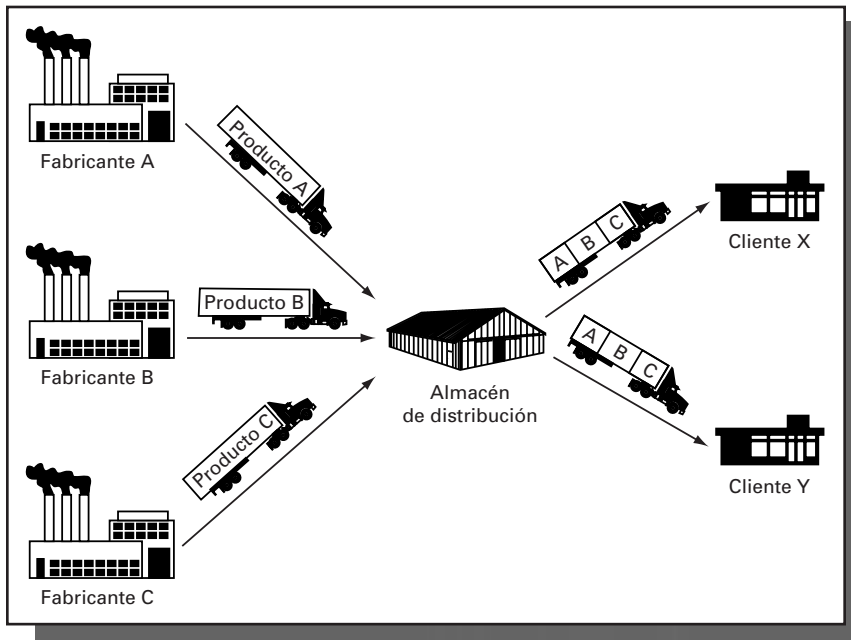 Fabricante A
Producto A
Fabricante B
Producto B
Fabricante C
Producto C
Almacén
de distribución
A B C
Cliente X
A B C
Cliente Y